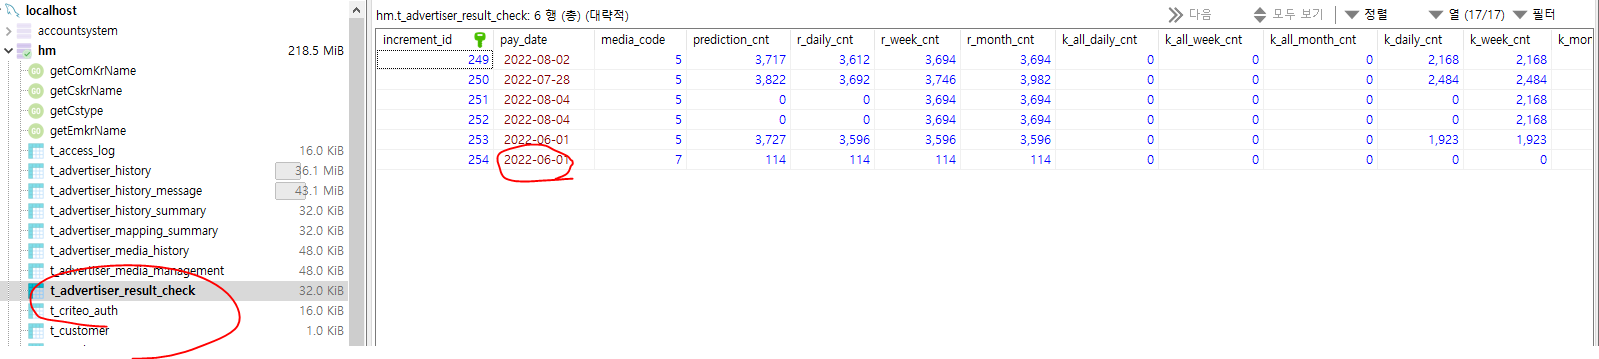 localhost
accountsystem
hm 218.5 MiB
getComKrName
getCskrName
getCstype
getEmkrName
t_access_log 16.0 KiB
t_advertiser_history 36.1 MiB
t_advertiser_history_message 43.1 MiB
t_advertiser_history_summary 32.0 KiB
t_advertiser_mapping_summary 32.0 KiB
t_advertiser_media_history 48.0 KiB
t_advertiser_media_management 48.0 KiB
t_advertiser_result_check 32.0 KiB
t_criteo_auth 16.0 KiB
t_customer 1.0 KiB
hm.t_advertiser_result_check: 6 행 (총) (대략적) 다음 모두 보기 정렬 열 (17/17) 필터
increment_id pay_date media_code prediction_cnt r_daily_cnt r_week_cnt r_month_cnt k_all_daily_cnt k_all_week_cnt k_all_month_cnt k_daily_cnt k_week_cnt k_mon
249 2022-08-02 5 3,717 3,612 3,694 3,694 0 0 0 2,168 2,168
250 2022-07-28 5 3,822 3,692 3,746 3,982 0 0 0 2,484 2,484
251 2022-08-04 5 0 0 3,694 3,694 0 0 0 0 2,168
252 2022-08-04 5 0 0 3,694 3,694 0 0 0 0 2,168
253 2022-06-01 5 3,727 3,596 3,596 3,596 0 0 0 1,923 1,923
254 2022-06-01 7 114 114 114 114 0 0 0 0 0